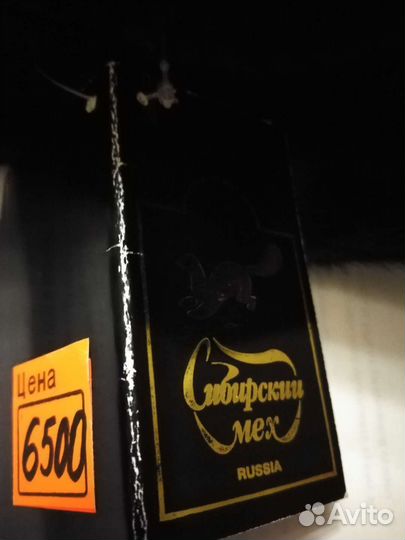 Цена
6500
Сибирский
мех
RUSSIA
Avito